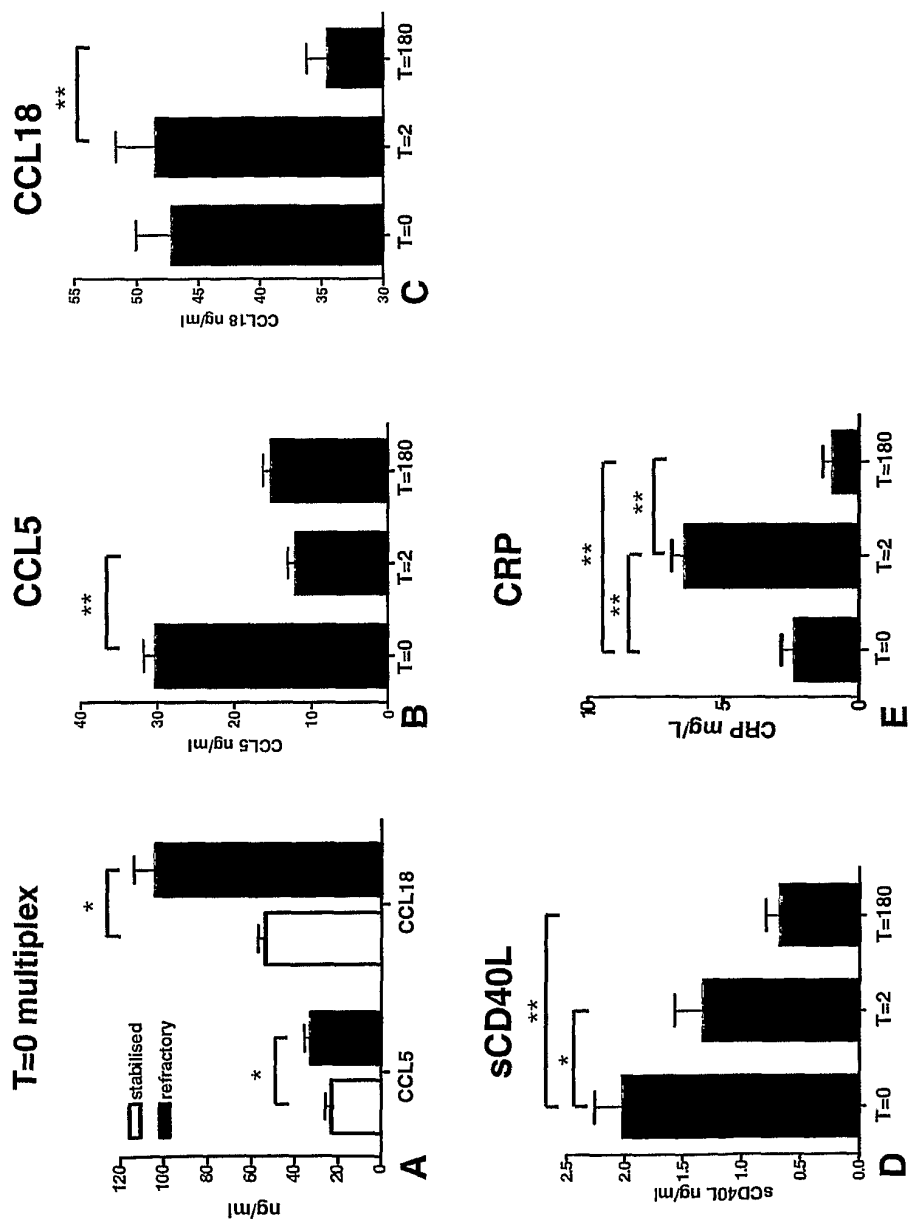 T=0 multiplex
120
100
80
60
40
20
0
ng/ml
stabilised
refractory
*
*
CCL5
CCL18
A
CCL5
40
30
20
10
0
CCL5 ng/ml
**
T=0
T=2
T=180
B
CCL18
55
50
45
40
35
30
CCL18 ng/ml
**
T=0
T=2
T=180
C
sCD40L
2.5
2.0
1.5
1.0
0.5
0.0
sCD40L ng/ml
**
*
T=0
T=2
T=180
D
CRP
10
5
0
CRP mg/L
**
**
**
T=0
T=2
T=180
E